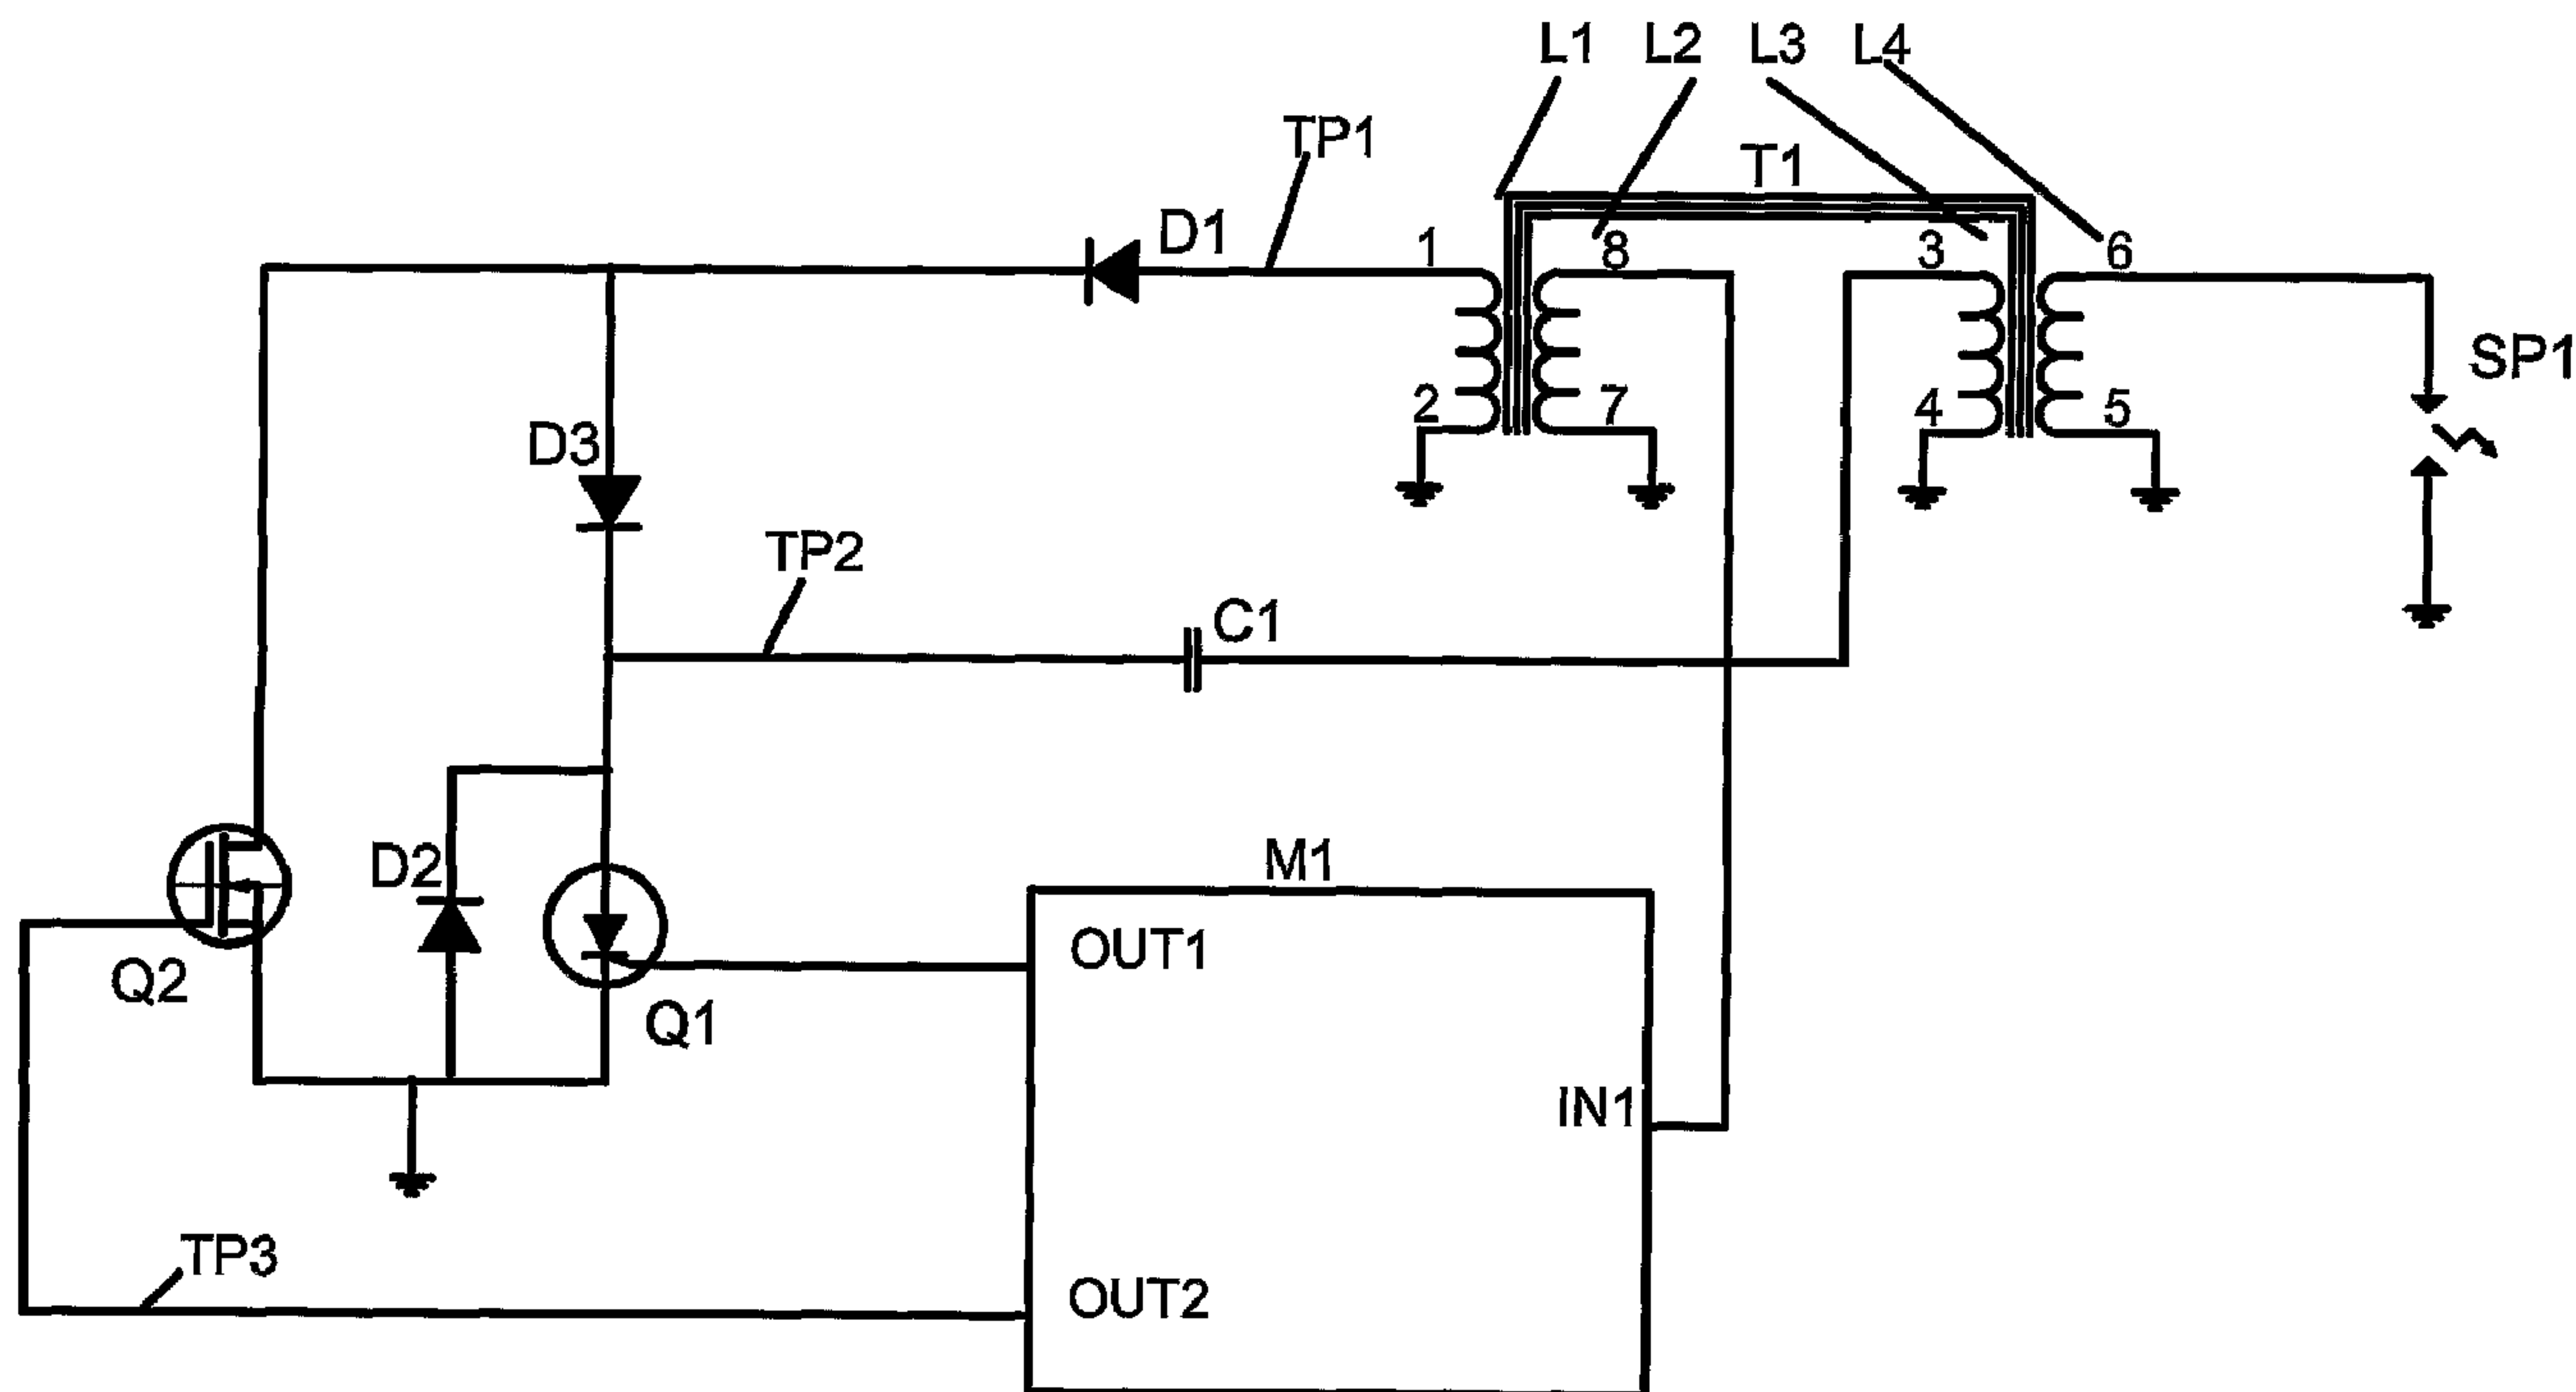 L1 L2 L3 L4
TP1
T1
D1
1 8 3 6
SP1
2 7 4 5
D3
TP2
C1
M1
D2
OUT1
Q2
Q1
IN1
TP3
OUT2